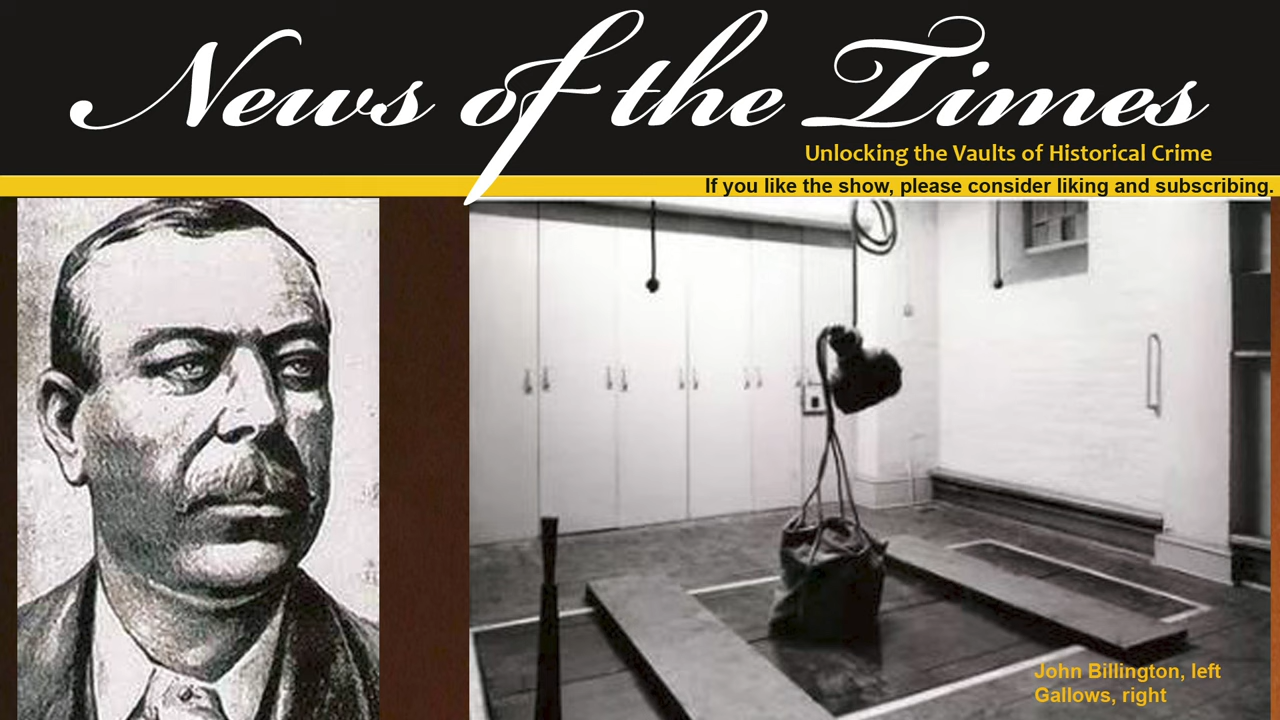 News of the Times
Unlocking the Vaults of Historical Crime
If you like the show, please consider liking and subscribing.
John Billington, left
Gallows, right